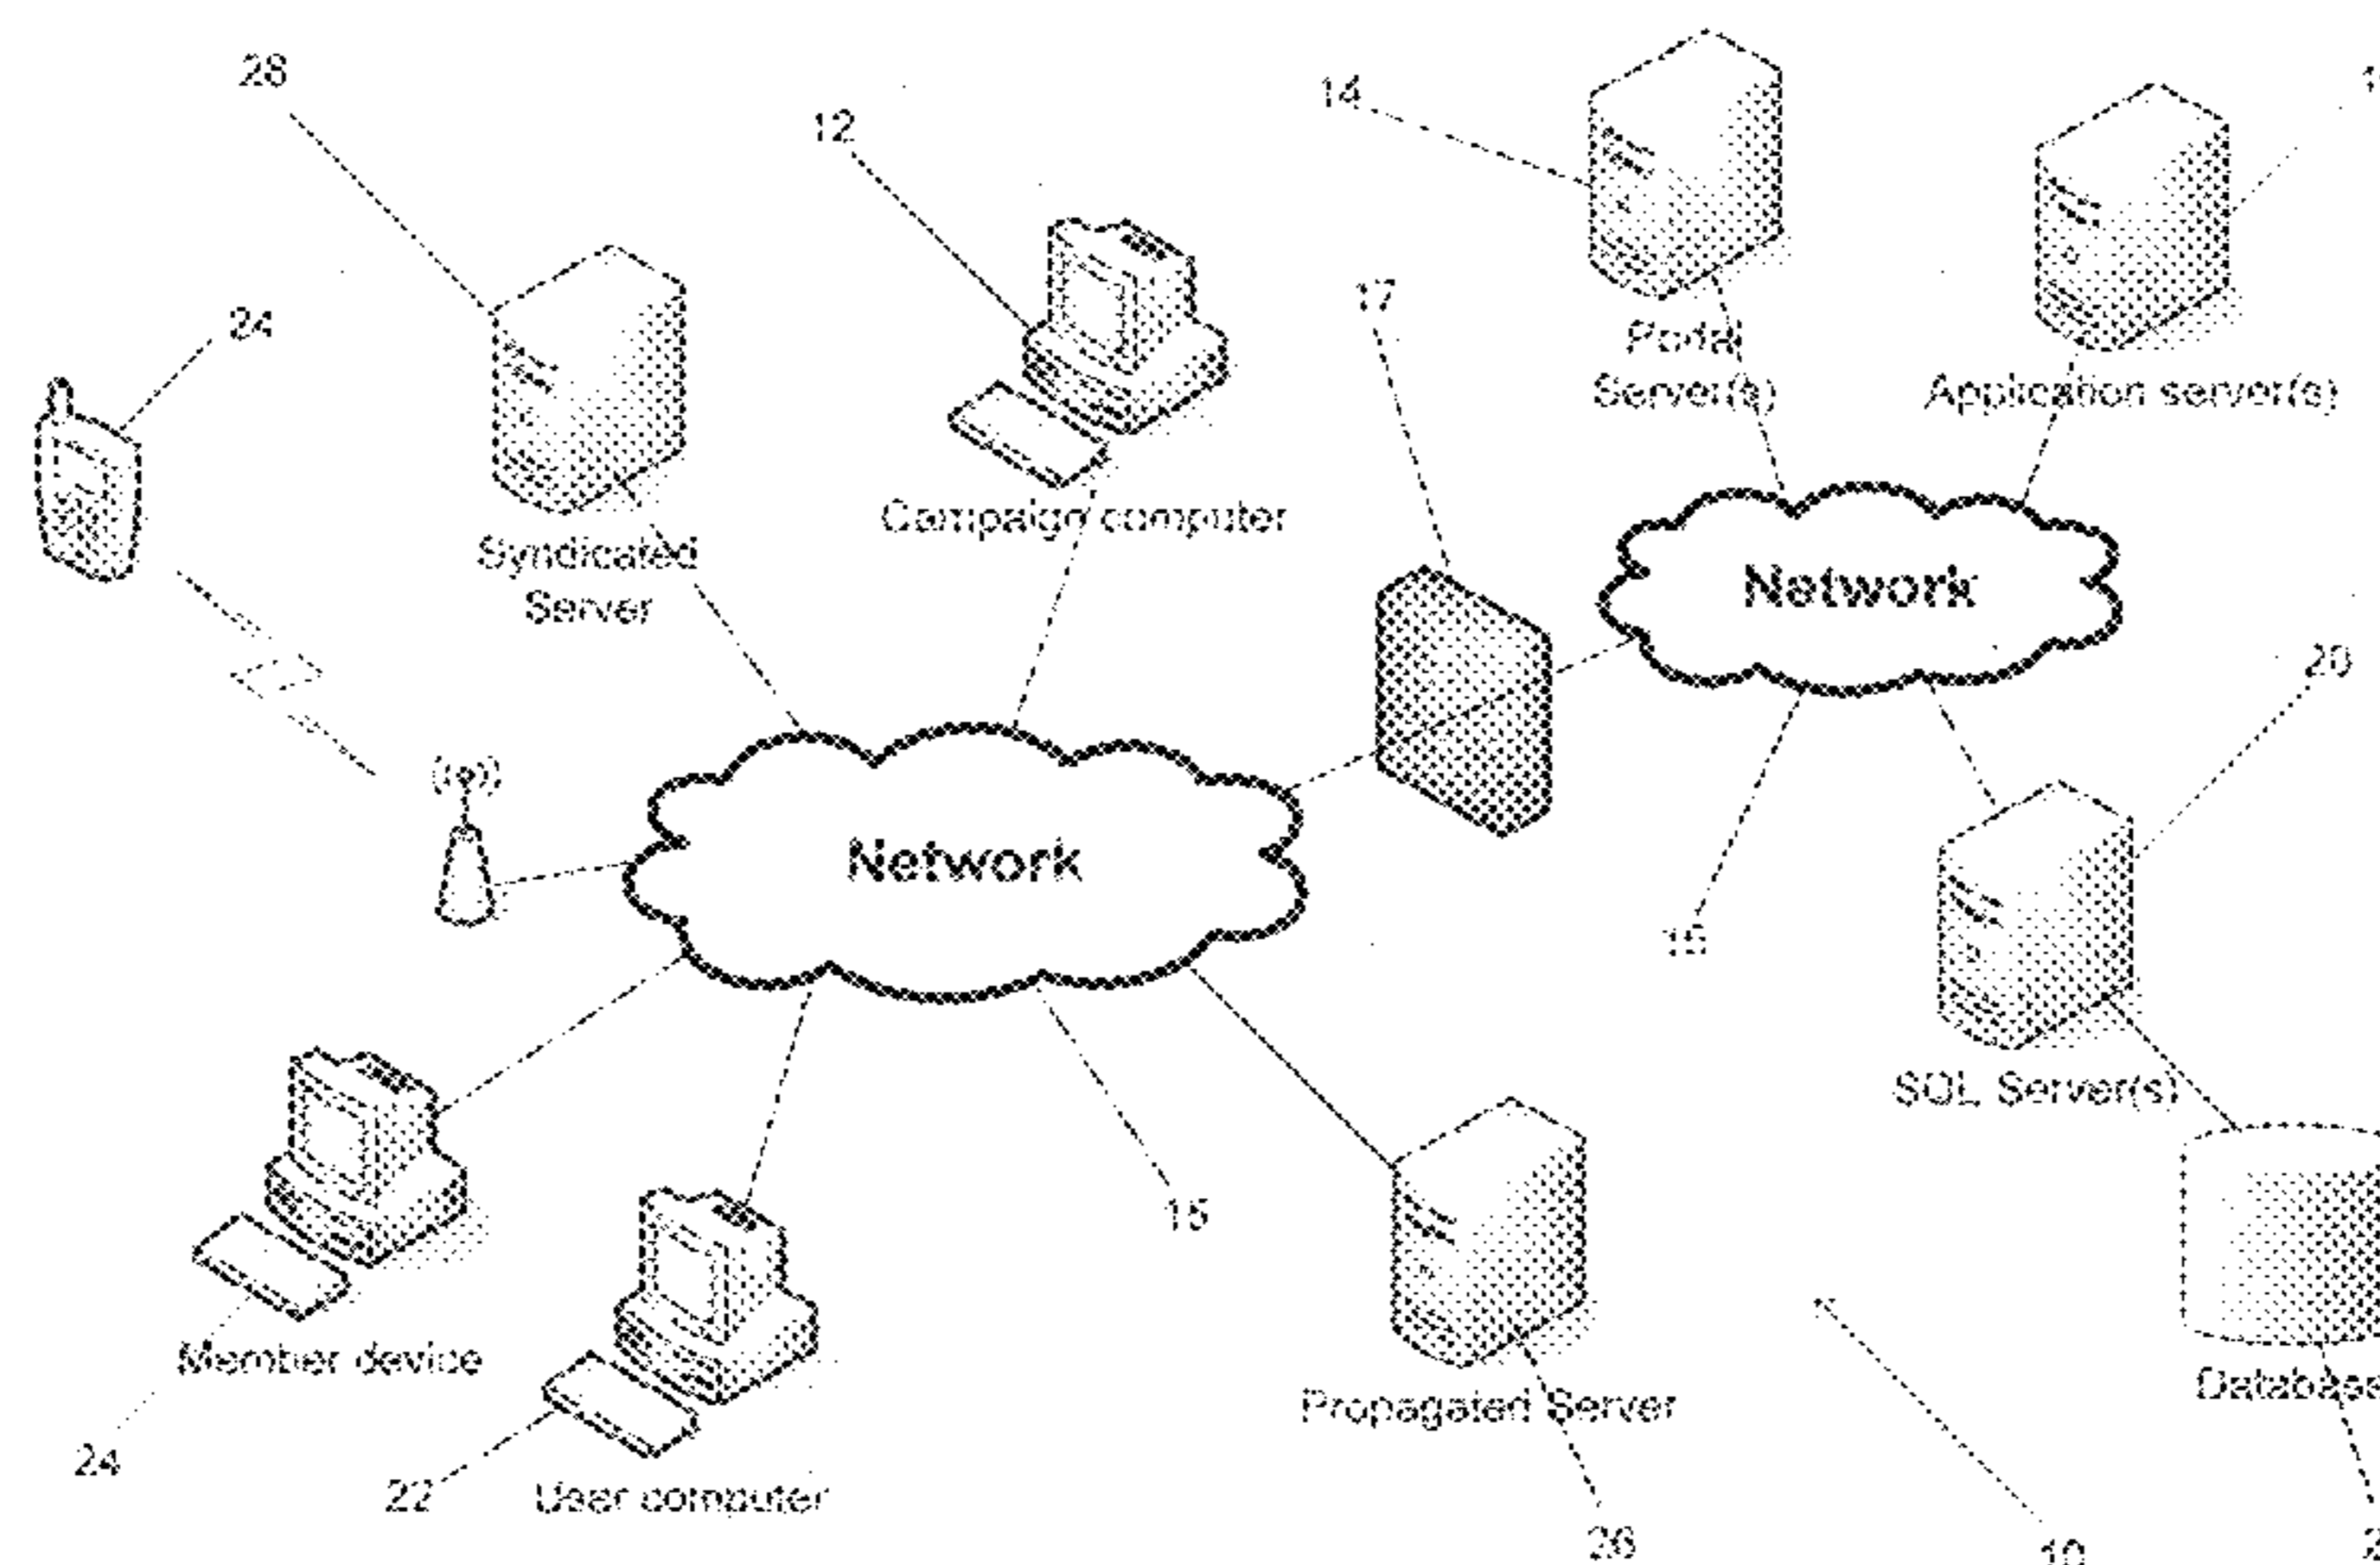 28
12
14
24
17
Portal
Server(s)
Application server(s)
Campaign computer
Syndicated
Server
Network
20
Network
SQL Server(s)
15
Member device
Database
Propagated Server
24
22
User computer
26
10